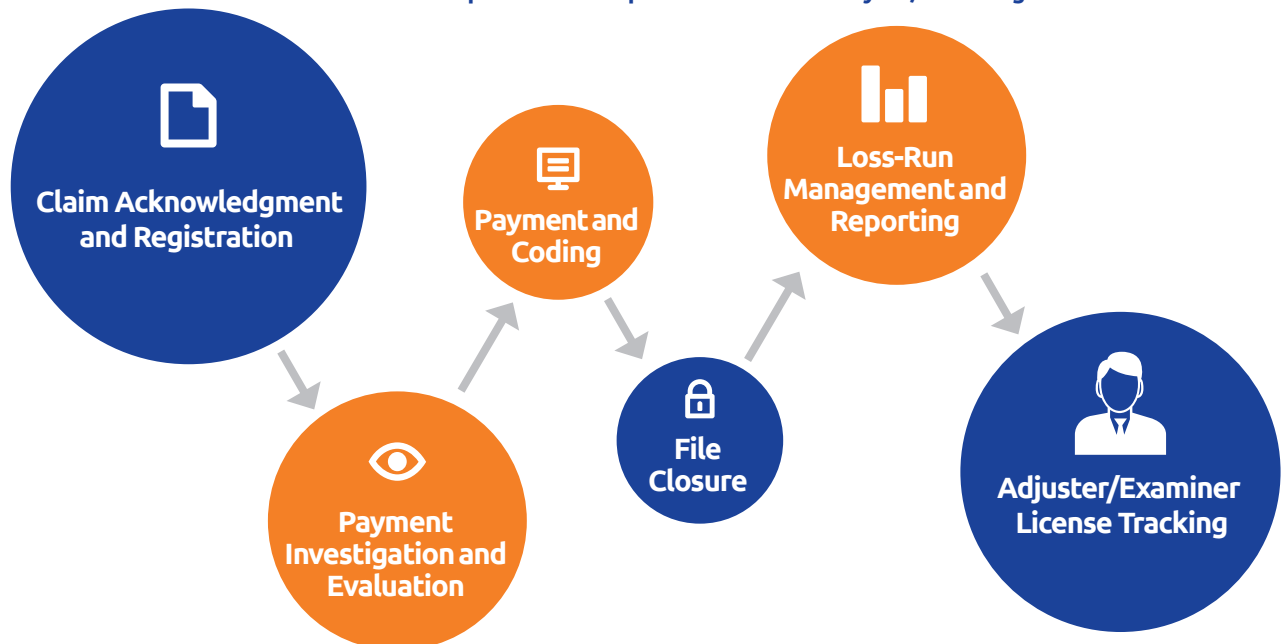 Claim Acknowledgment
and Registration
Payment
Investigation and
Evaluation
Payment and
Coding
File
Closure
Loss-Run
Management and
Reporting
Adjuster/Examiner
License Tracking